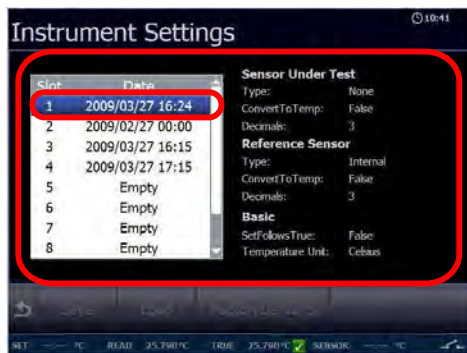 10:41
Instrument Settings
Slot Date
1 2009/03/27 16:24
2 2009/02/27 00:00
3 2009/03/27 16:15
4 2009/03/27 17:15
5 Empty
6 Empty
7 Empty
8 Empty
Sensor Under Test
Type: None
ConvertToTemp: False
Decimals: 3
Reference Sensor
Type: Internal
ConvertToTemp: False
Decimals: 3
Basic
SetFollowsTrue: False
Temperature Unit: Celsius
Save Load
SET --.-- °C READ 25.790°C TRUE 25.790°C SENSOR --.-- °C